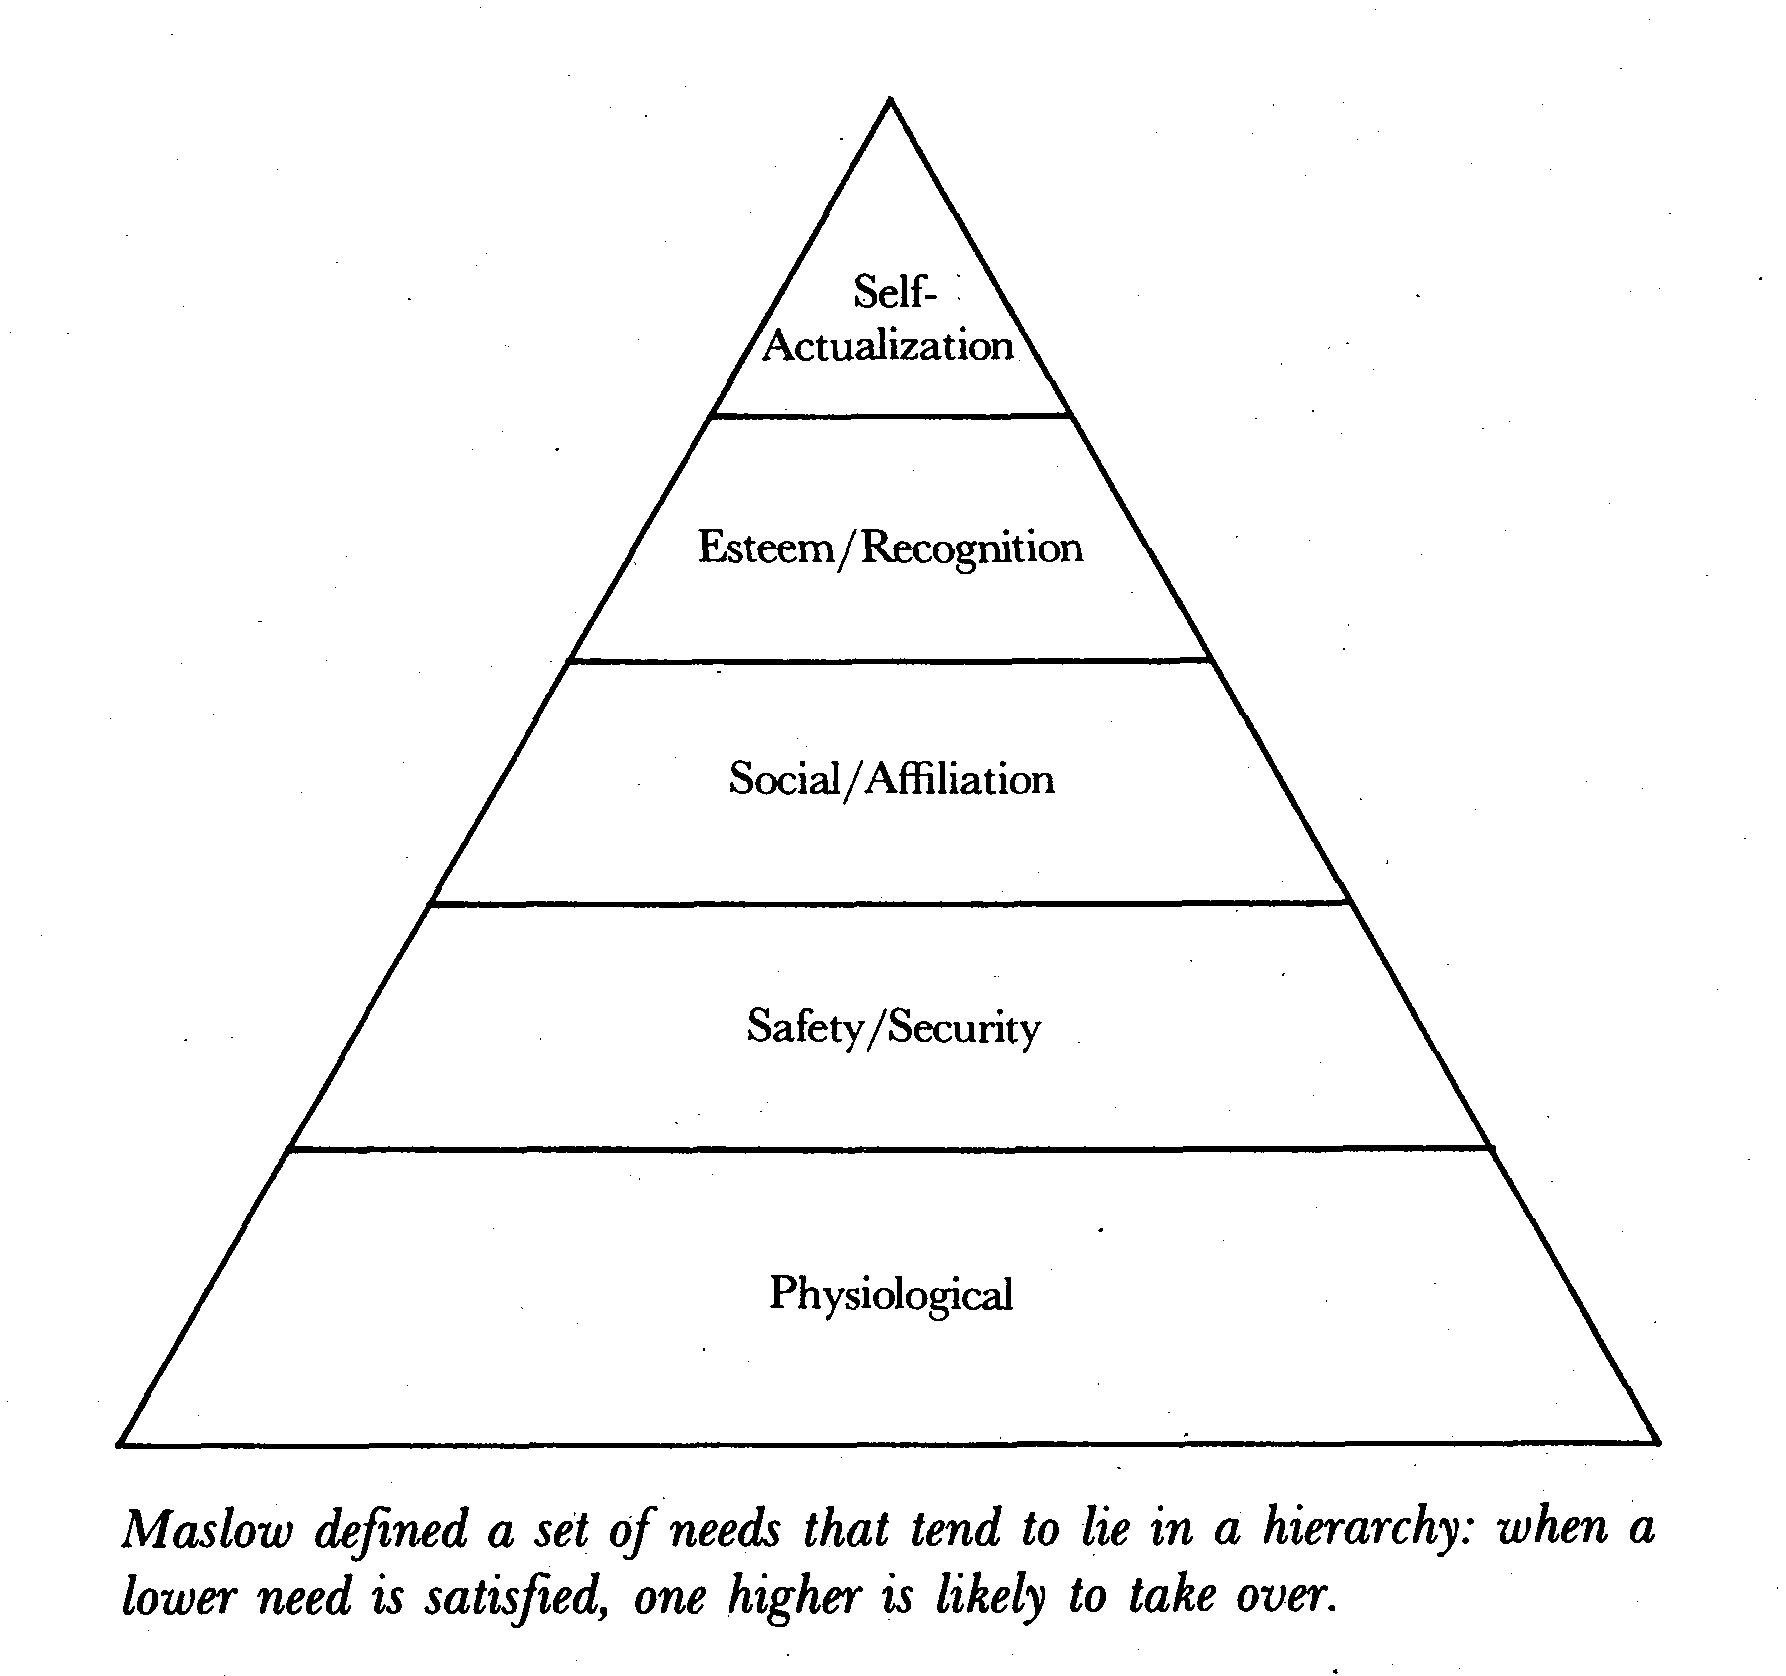 Self-
Actualization
Esteem/Recognition
Social/Affiliation
Safety/Security
Physiological
Maslow defined a set of needs that tend to lie in a hierarchy: when a
lower need is satisfied, one higher is likely to take over.